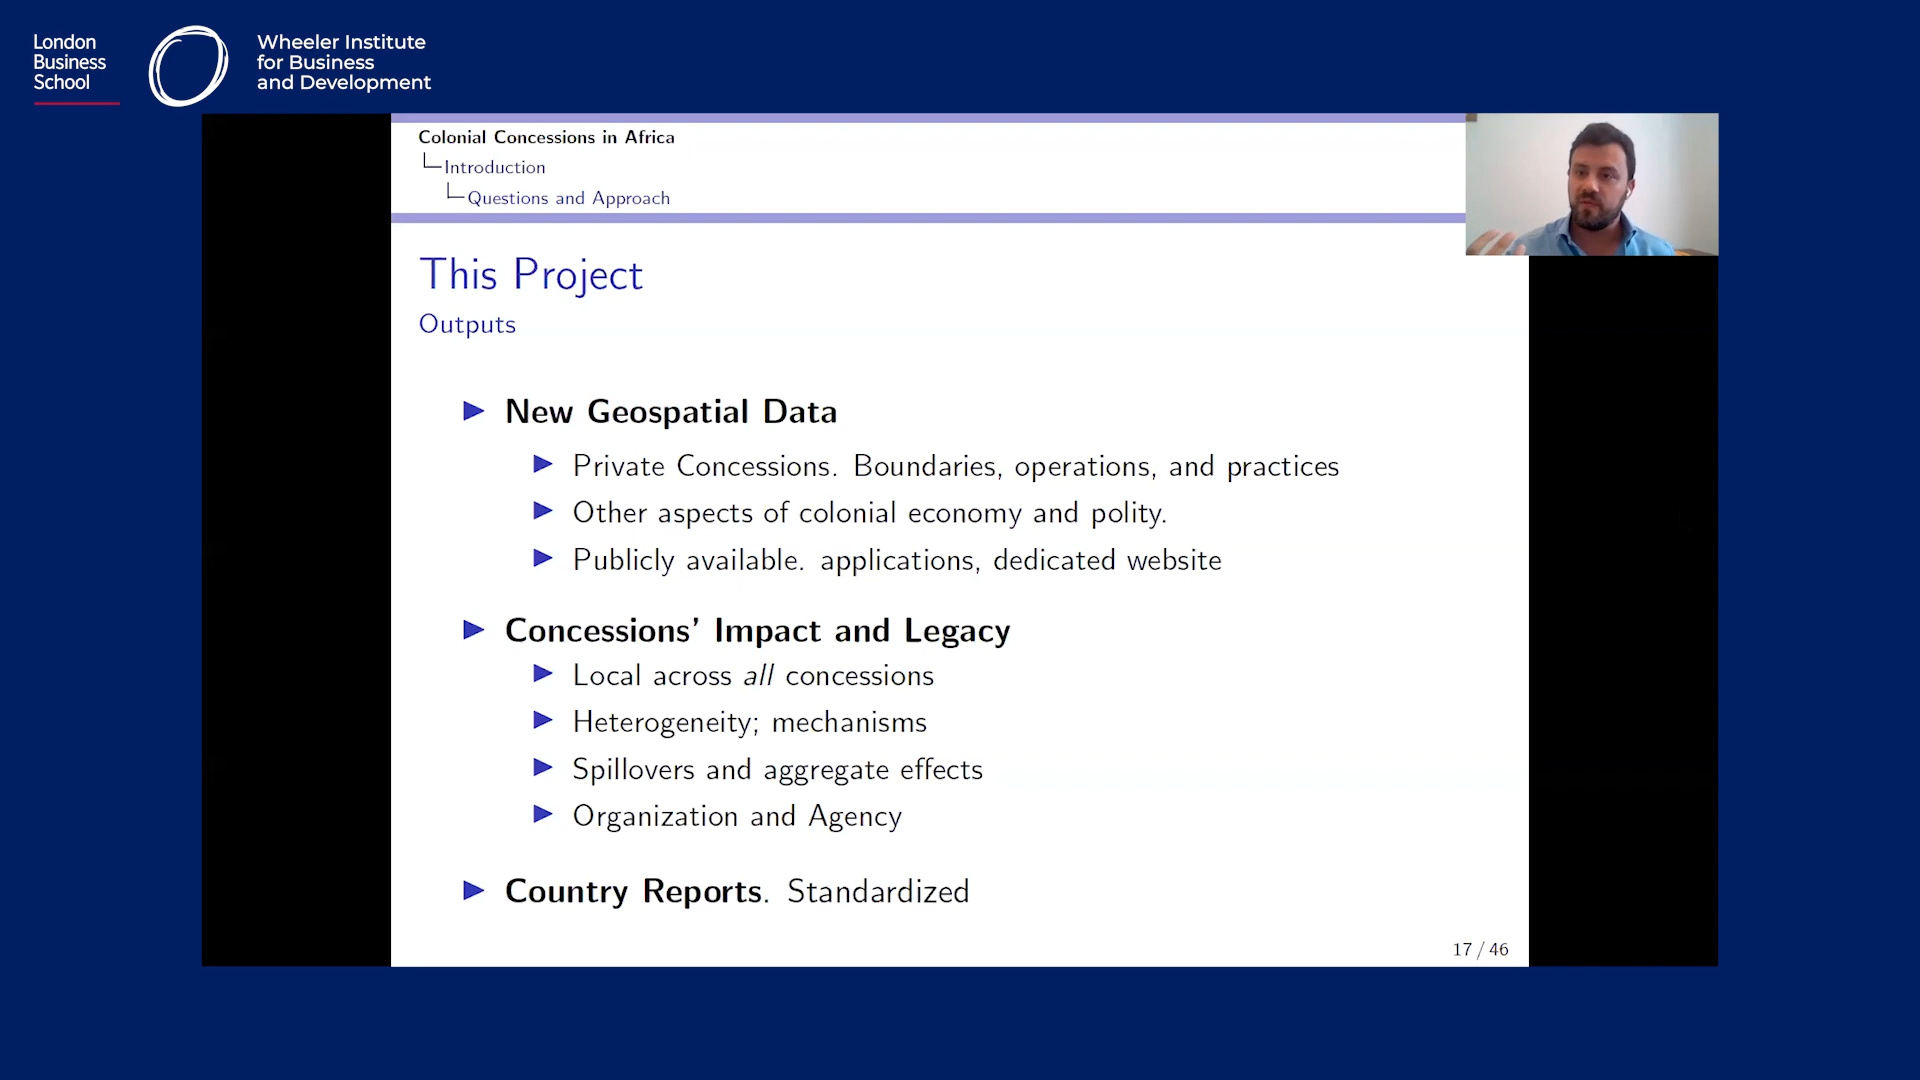 London
Business
School
Wheeler Institute
for Business
and Development
Colonial Concessions in Africa
Introduction
Questions and Approach
This Project
Outputs
New Geospatial Data
Private Concessions. Boundaries, operations, and practices
Other aspects of colonial economy and polity.
Publicly available. applications, dedicated website
Concessions' Impact and Legacy
Local across all concessions
Heterogeneity; mechanisms
Spillovers and aggregate effects
Organization and Agency
Country Reports. Standardized
17 / 46